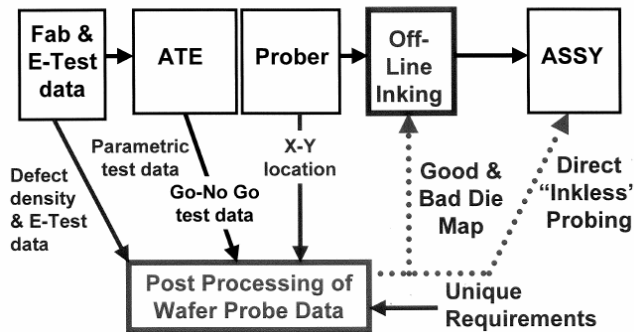 Fab &
E-Test
data
ATE
Prober
Off-
Line
Inking
ASSY
Defect
density
& E-Test
data
Parametric
test data
Go-No Go
test data
X-Y
location
Good &
Bad Die
Map
Direct
“Inkless’
Probing
Post Processing of
Wafer Probe Data
Unique
Requirements